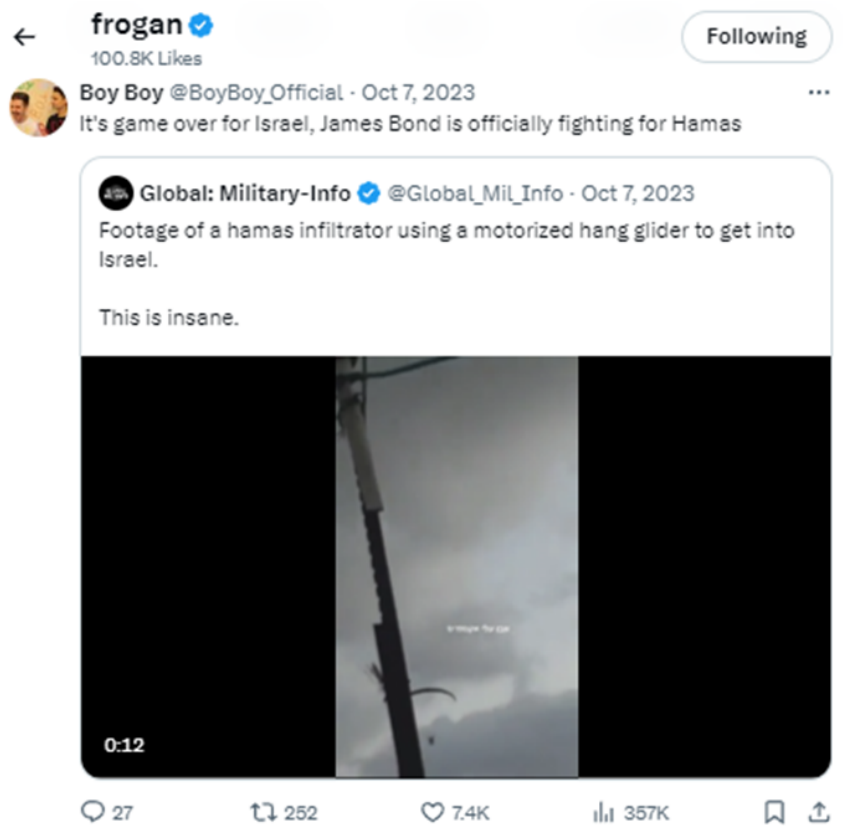 frogan
100.8K Likes
Following
Boy Boy @BoyBoy_Official · Oct 7, 2023
It's game over for Israel, James Bond is officially fighting for Hamas
Global: Military-Info @Global_Mil_Info · Oct 7, 2023
Footage of a hamas infiltrator using a motorized hang glider to get into
Israel.
This is insane.
0:12
27 252 7.4K 357K